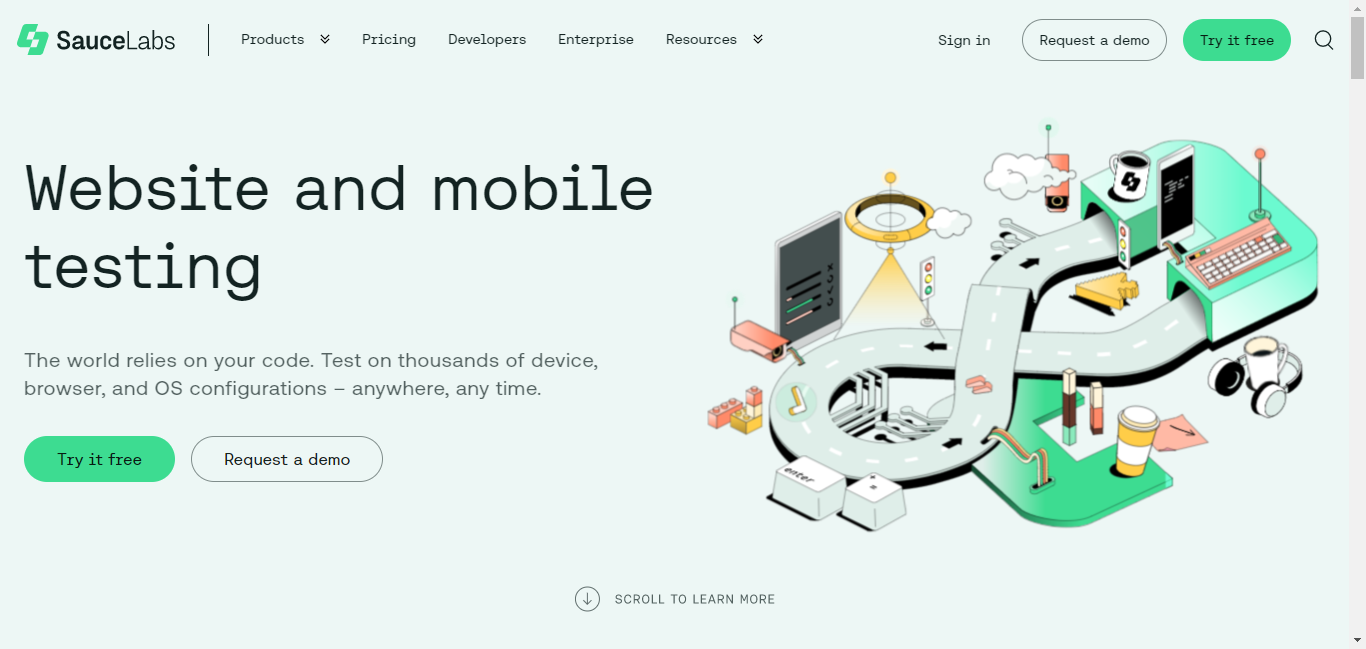 SauceLabs
Products
Pricing
Developers
Enterprise
Resources
Sign in
Request a demo
Try it free
Website and mobile
testing
The world relies on your code. Test on thousands of device,
browser, and OS configurations – anywhere, any time.
Try it free
Request a demo
enter
+
=
SCROLL TO LEARN MORE